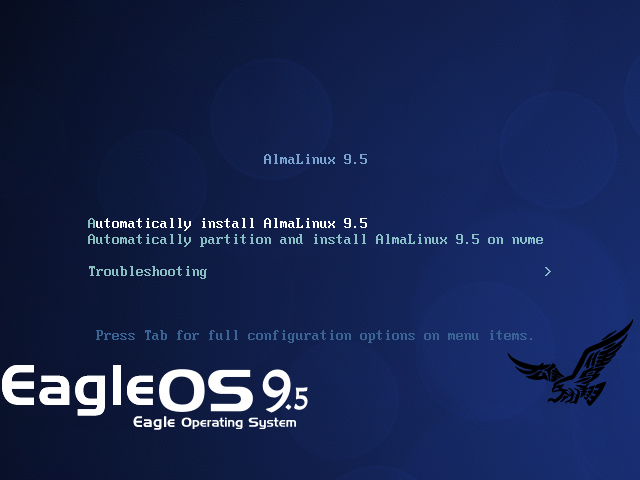 AlmaLinux 9.5
Automatically install AlmaLinux 9.5
Automatically partition and install AlmaLinux 9.5 on nvme
Troubleshooting >
Press Tab for full configuration options on menu items.
EagleOS 9.5
Eagle Operating System